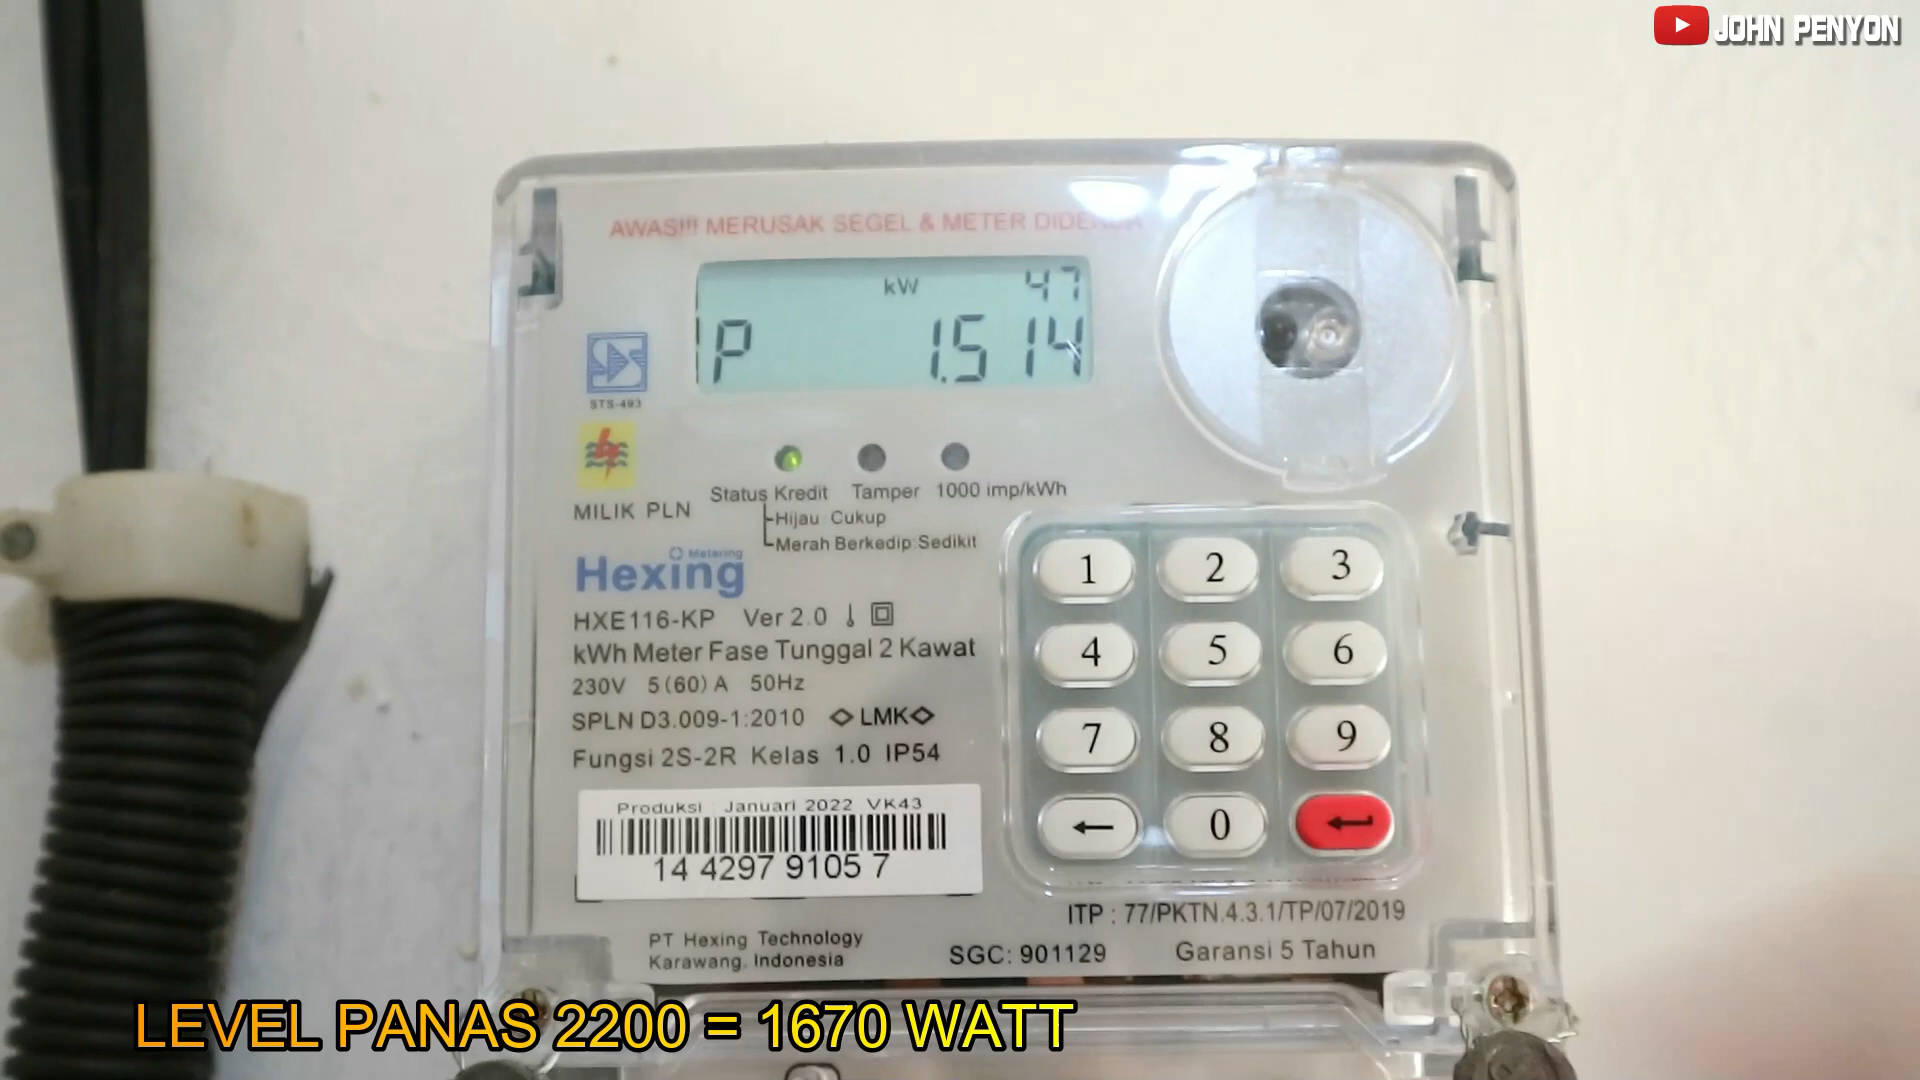 JOHN PENYON
AWAS!!! MERUSAK SEGEL & METER
kW 47
P 1.514
STS-493
MILIK PLN
Status Kredit Tamper 1000 imp/kWh
Hijau: Cukup
Merah Berkedip:Sedikit
Metering
Hexing
HXE116-KP Ver 2.0
kWh Meter Fase Tunggal 2 Kawat
230V 5(60)A 50Hz
SPLN D3.009-1:2010 LMK
Fungsi 2S-2R Kelas 1.0 IP54
Produksi : Januari 2022 VK43
14 4297 9105 7
1 2 3
4 5 6
7 8 9
← 0 ↵
ITP : 77/PKTN.4.3.1/TP/07/2019
PT Hexing Technology
Karawang, Indonesia
SGC: 901129
Garansi 5 Tahun
LEVEL PANAS 2200 = 1670 WATT